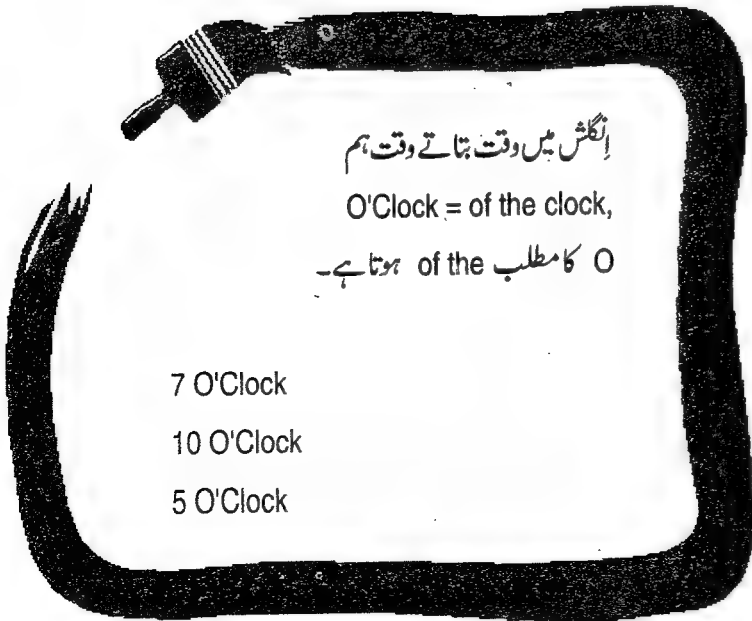 اِنگلش میں وقت بتاتے وقت ہم
O'Clock = of the clock,
O کا مطلب of the ہوتا ہے۔
7 O'Clock
10 O'Clock
5 O'Clock